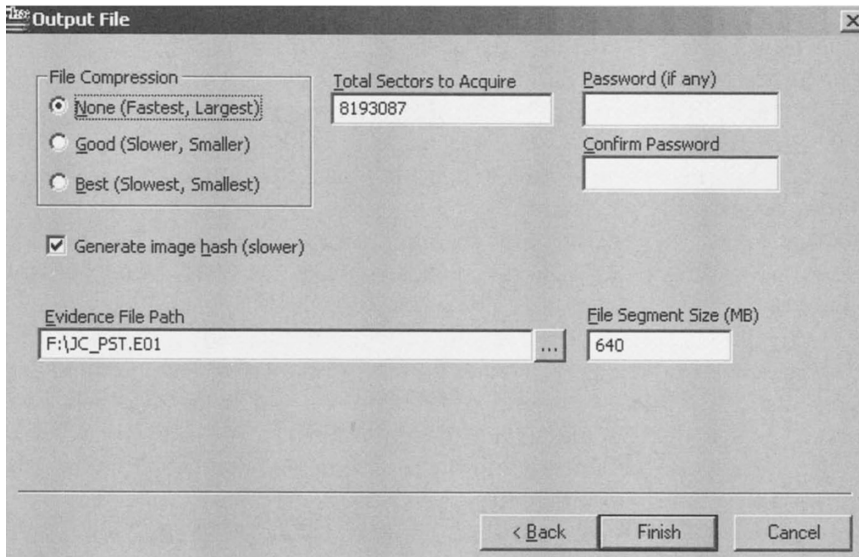 Output File
File Compression
None (Fastest, Largest)
Good (Slower, Smaller)
Best (Slowest, Smallest)
Total Sectors to Acquire
8193087
Password (if any)
Confirm Password
Generate image hash (slower)
Evidence File Path
F:\JC_PST.E01
...
File Segment Size (MB)
640
< Back
Finish
Cancel